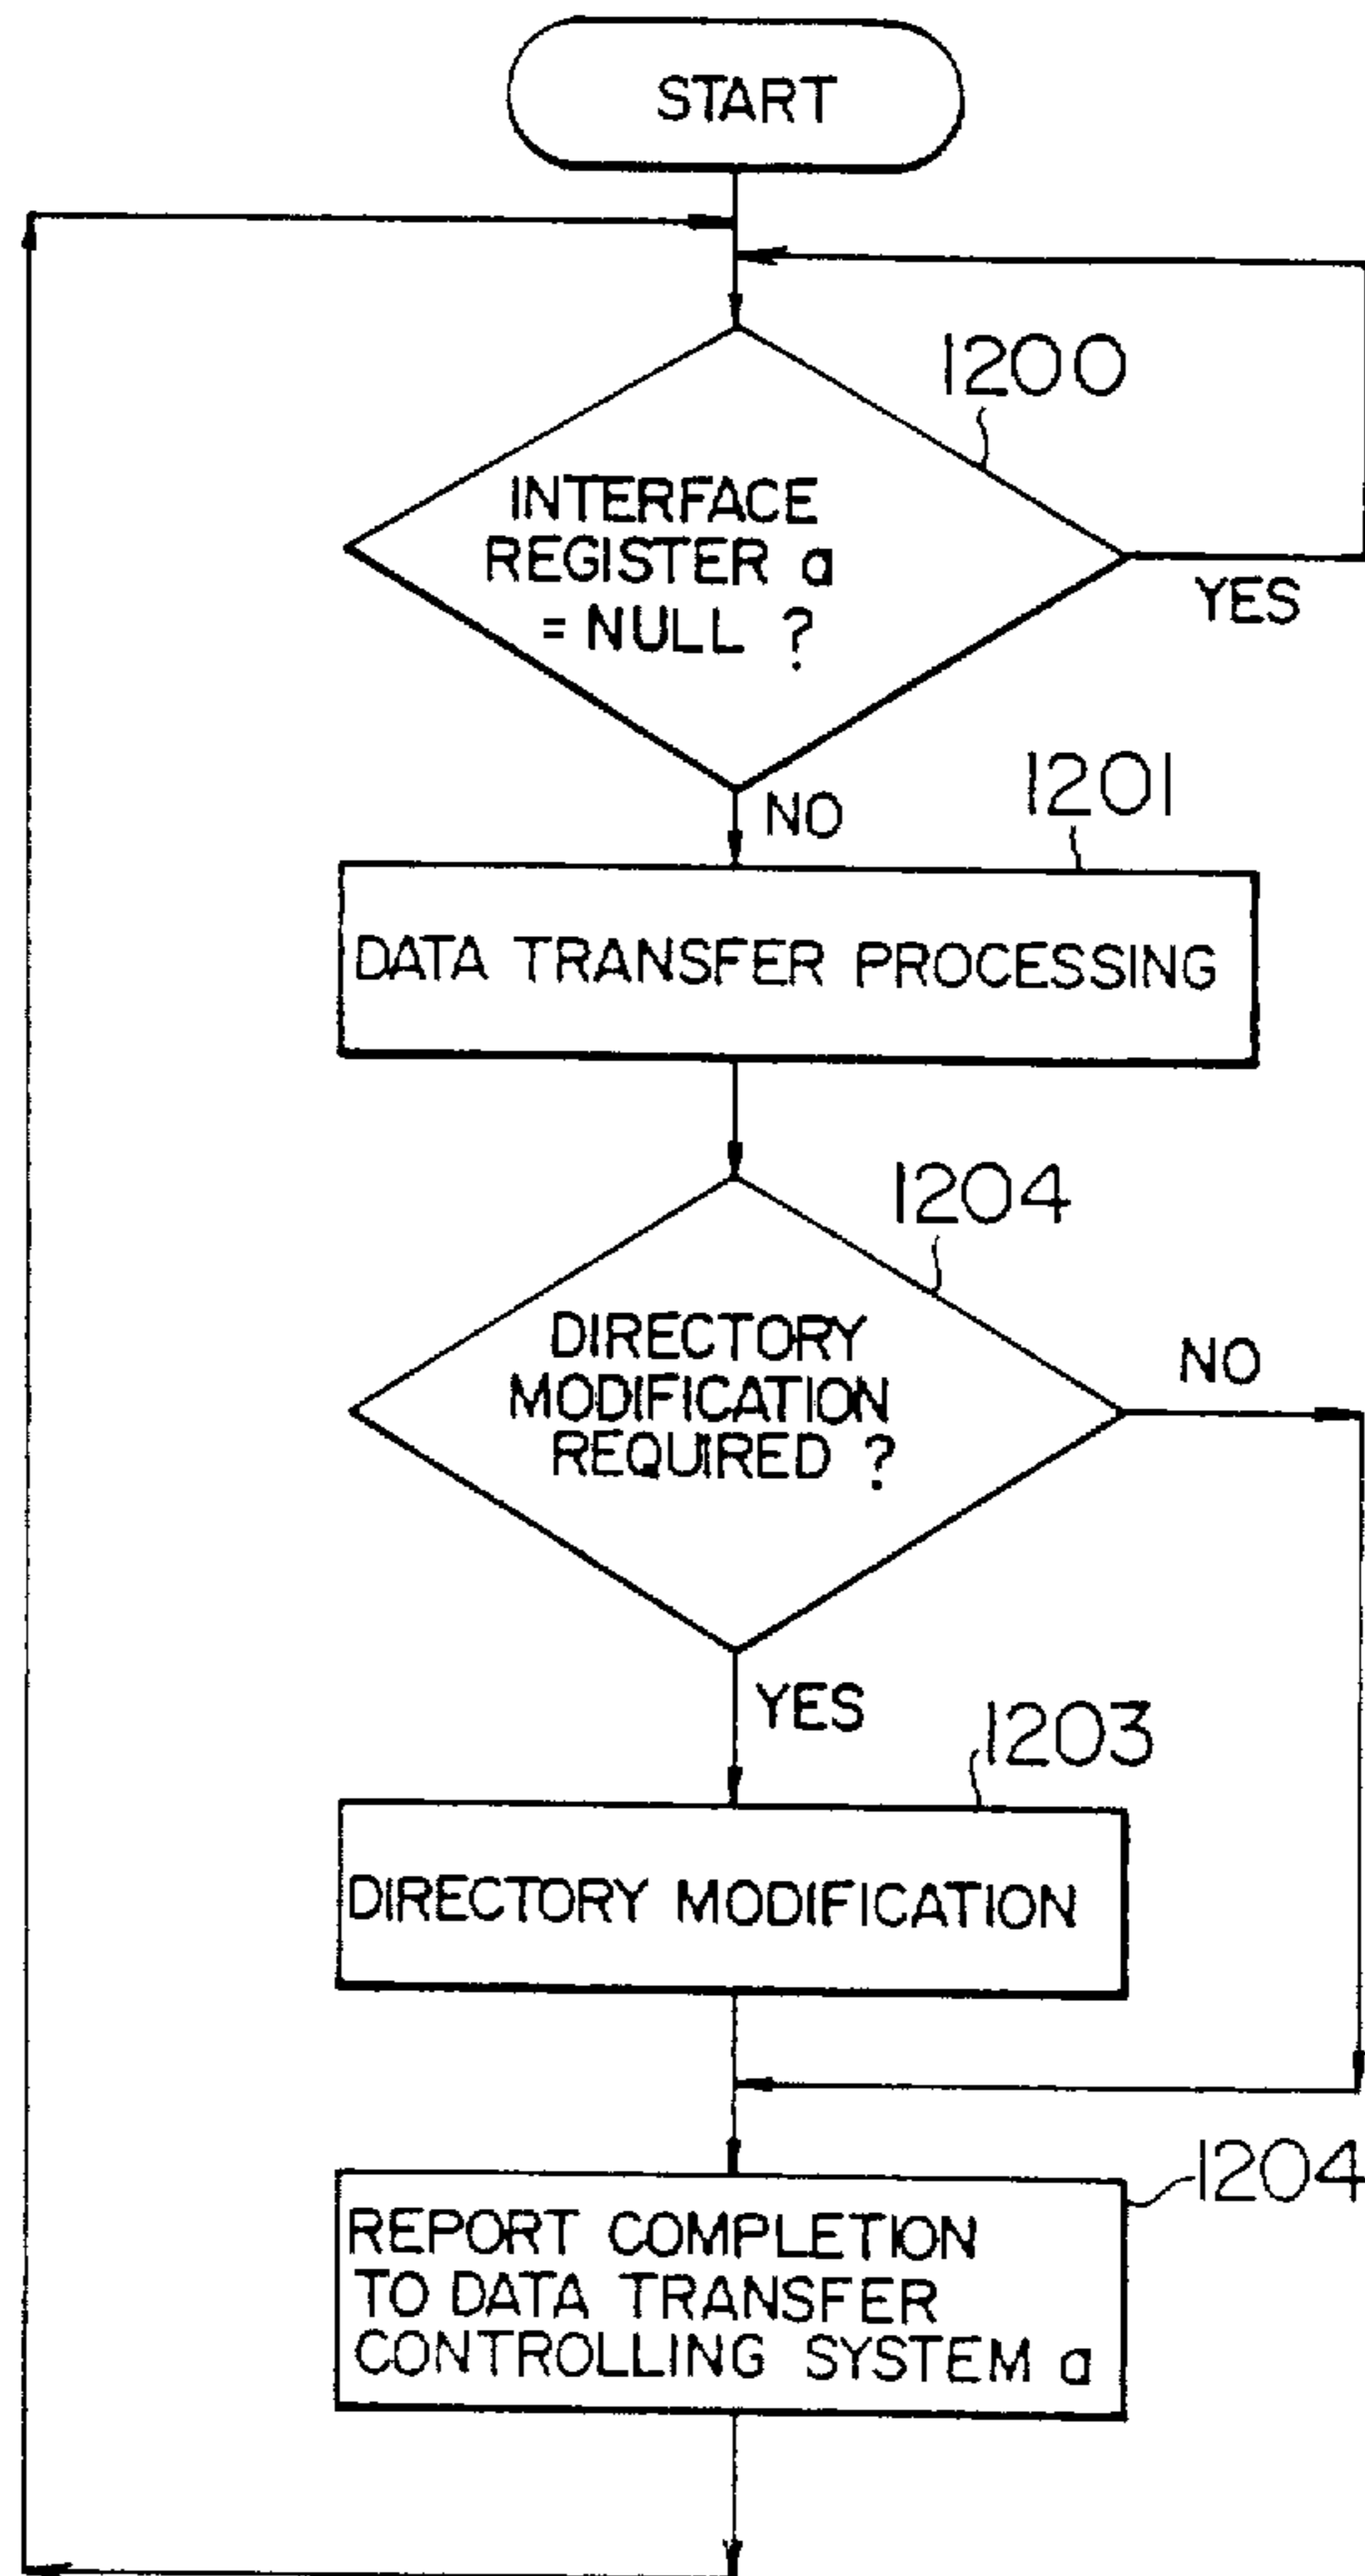 START
1200
INTERFACE
REGISTER a
= NULL ?
YES
NO
1201
DATA TRANSFER PROCESSING
1204
DIRECTORY
MODIFICATION
REQUIRED ?
NO
YES
1203
DIRECTORY MODIFICATION
1204
REPORT COMPLETION
TO DATA TRANSFER
CONTROLLING SYSTEM a